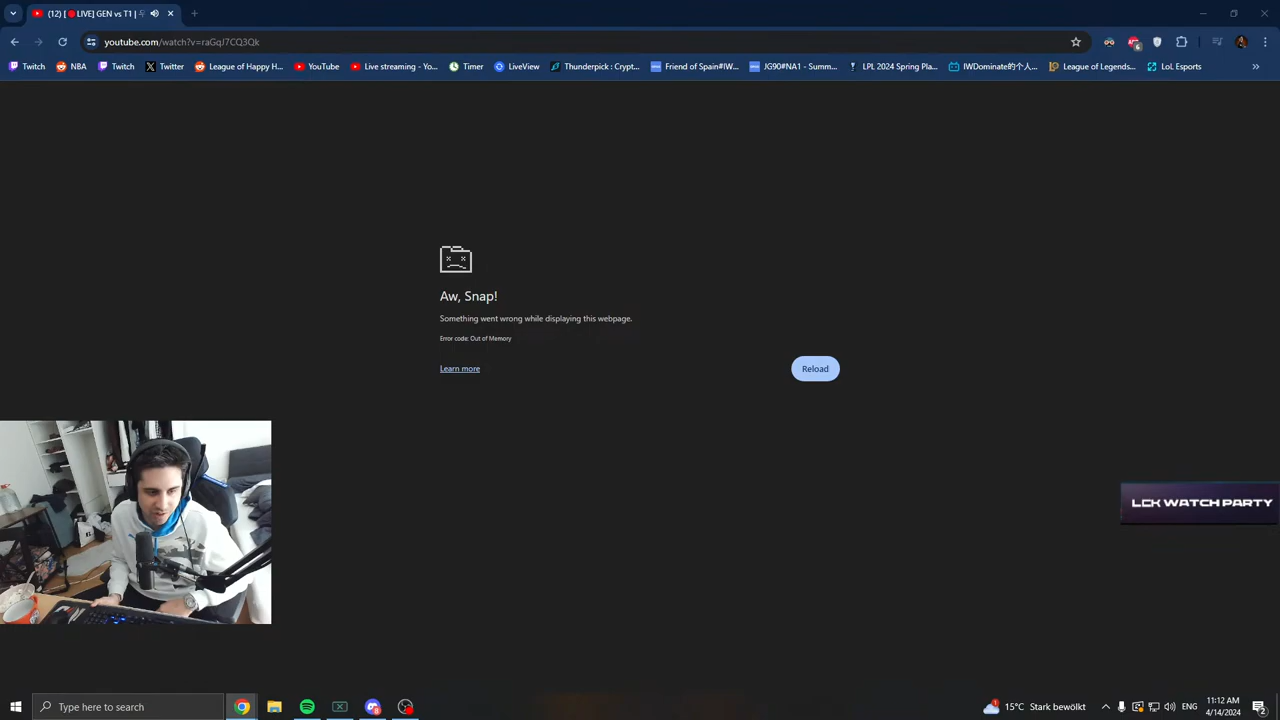 (12) [🔴LIVE] GEN vs T1 |
youtube.com/watch?v=raGqJ7CQ3Qk
Twitch NBA Twitch Twitter League of Happy H... YouTube Live streaming - Yo... Timer LiveView Thunderpick : Crypt... Friend of Spain#IW... JG90#NA1 - Summ... LPL 2024 Spring Pla... IWDominate的个人... League of Legends... LoL Esports
Aw, Snap!
Something went wrong while displaying this webpage.
Error code: Out of Memory
Learn more
Reload
LCK WATCH PARTY
Type here to search
15°C Stark bewölkt
ENG
11:12 AM
4/14/2024